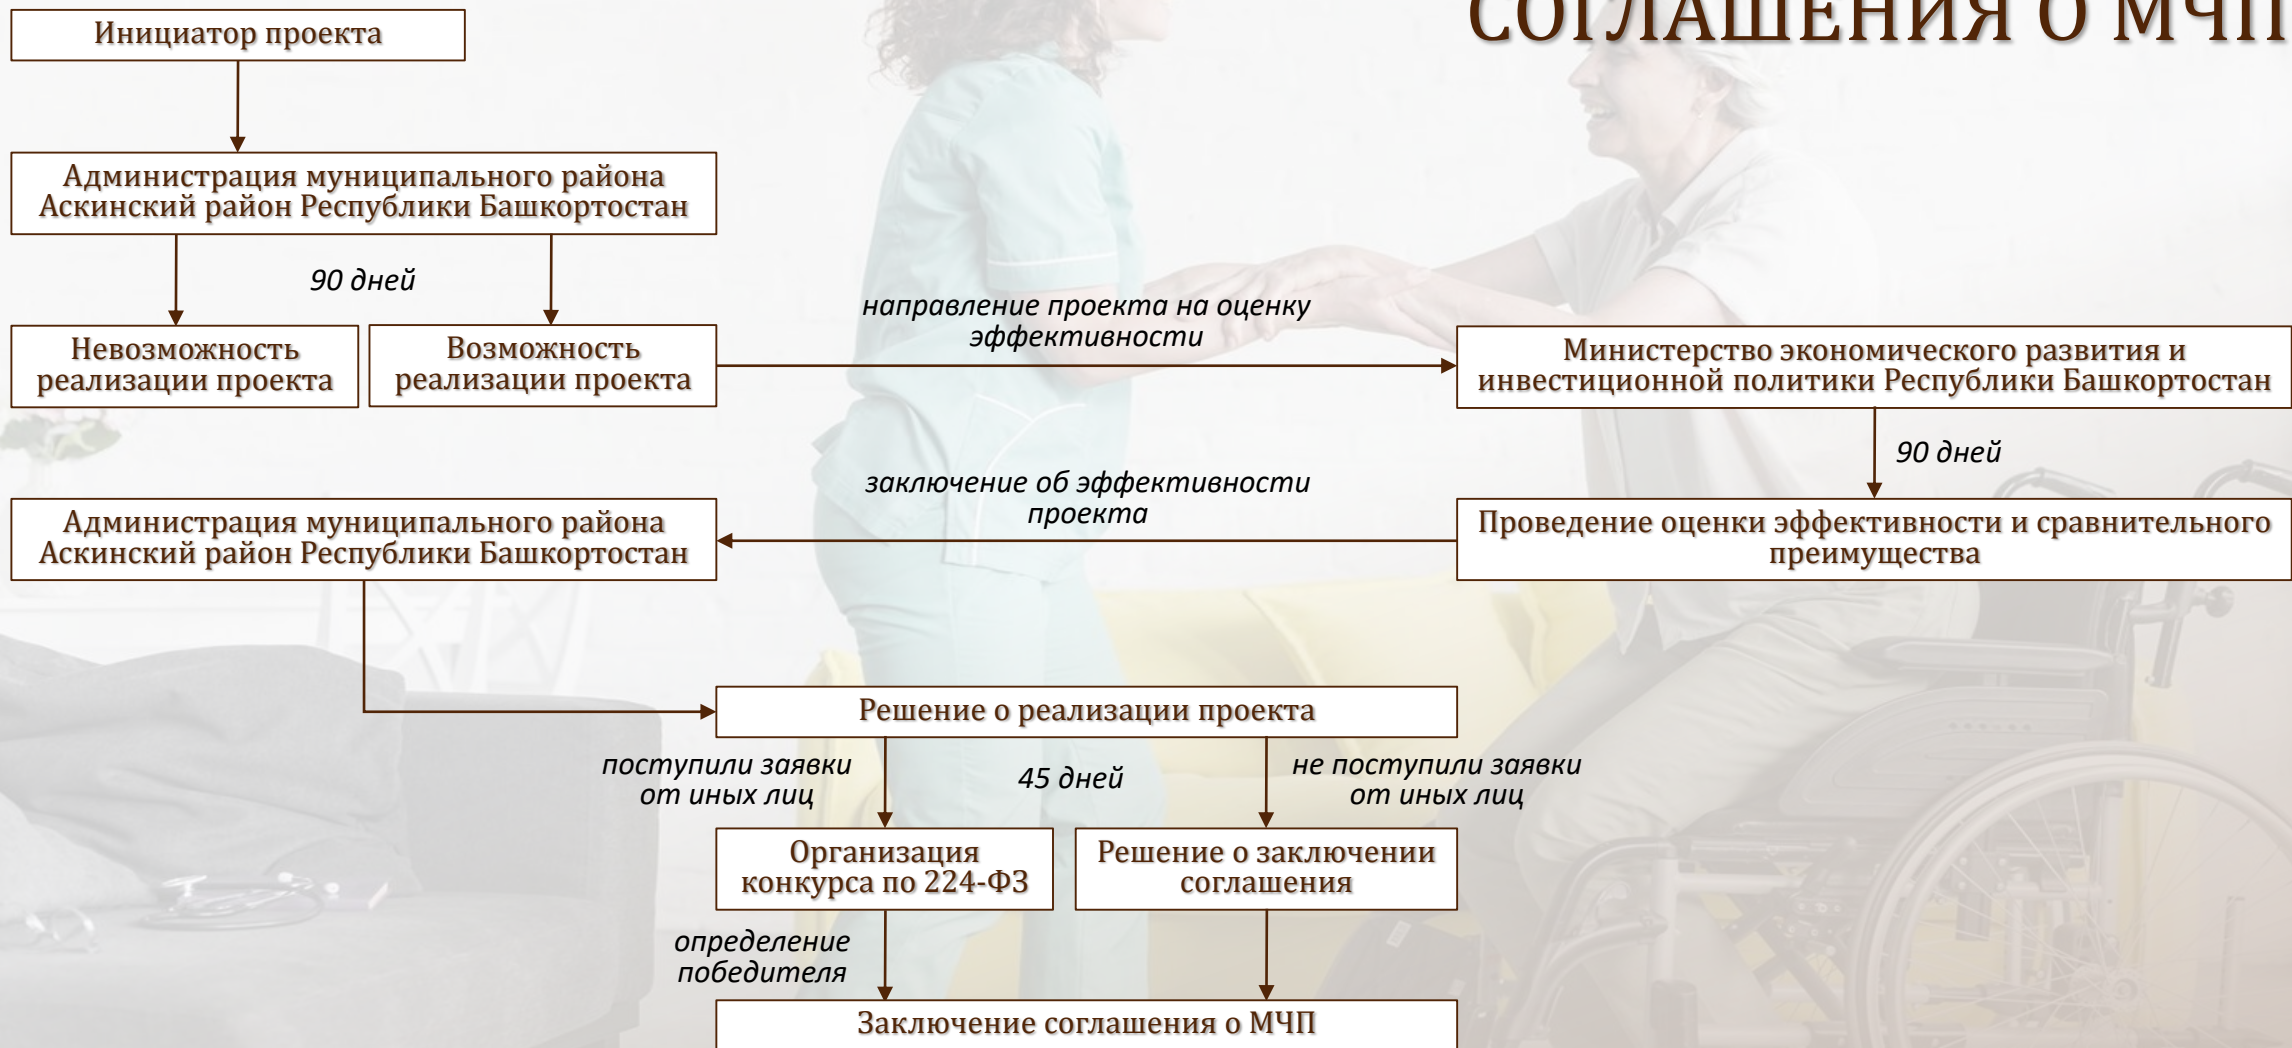 СОГЛАШЕНИЯ О МЧП
Инициатор проекта
Администрация муниципального района
Аскинский район Республики Башкортостан
90 дней
Невозможность
реализации проекта
Возможность
реализации проекта
направление проекта на оценку
эффективности
Министерство экономического развития и
инвестиционной политики Республики Башкортостан
90 дней
Проведение оценки эффективности и сравнительного
преимущества
заключение об эффективности
проекта
Администрация муниципального района
Аскинский район Республики Башкортостан
Решение о реализации проекта
поступили заявки
от иных лиц
45 дней
не поступили заявки
от иных лиц
Организация
конкурса по 224-ФЗ
Решение о заключении
соглашения
определение
победителя
Заключение соглашения о МЧП